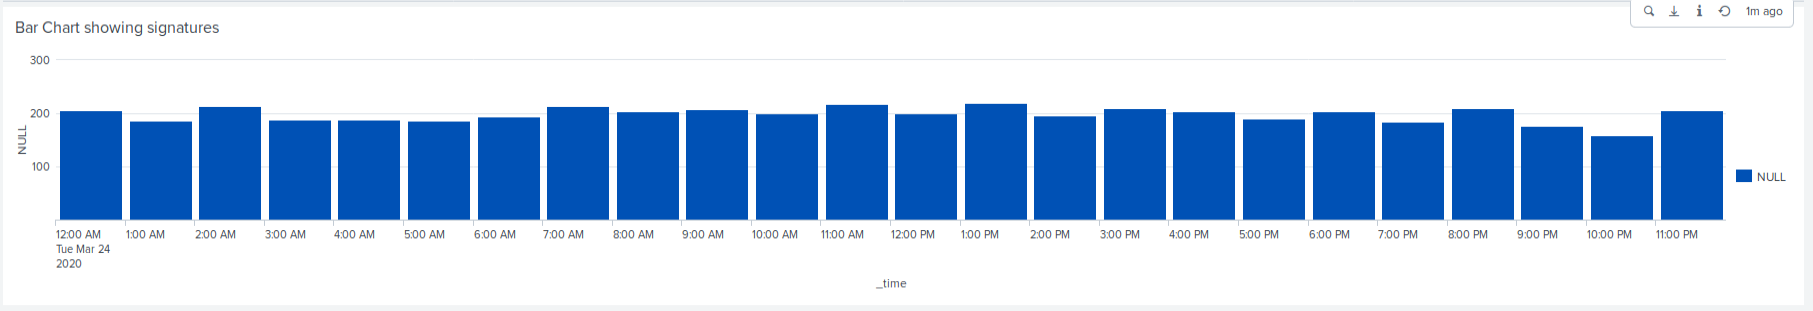 1m ago
Bar Chart showing signatures
300
200
100
NULL
NULL
12:00 AM 1:00 AM 2:00 AM 3:00 AM 4:00 AM 5:00 AM 6:00 AM 7:00 AM 8:00 AM 9:00 AM 10:00 AM 11:00 AM 12:00 PM 1:00 PM 2:00 PM 3:00 PM 4:00 PM 5:00 PM 6:00 PM 7:00 PM 8:00 PM 9:00 PM 10:00 PM 11:00 PM
Tue Mar 24
2020
_time